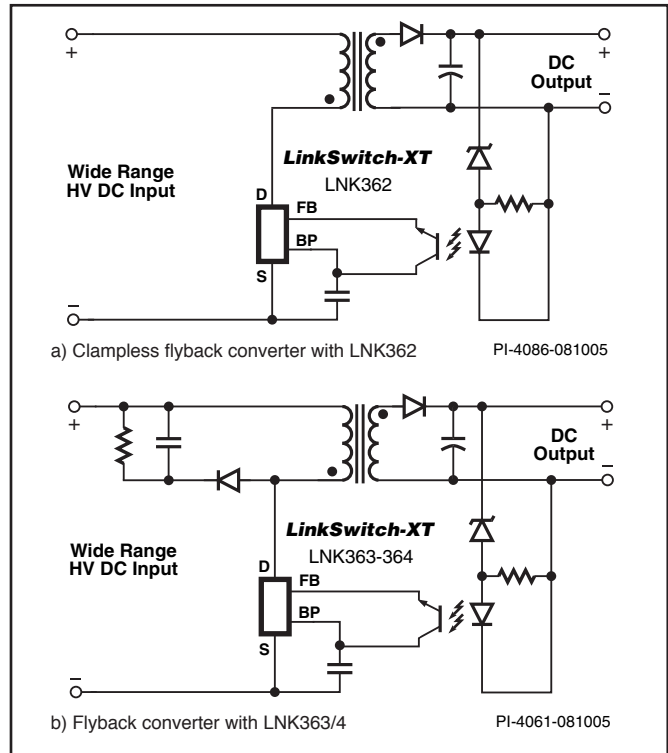 +
+
DC
Output
–
LinkSwitch-XT
Wide Range
HV DC Input
LNK362
D
FB
BP
S
–
a) Clampless flyback converter with LNK362
PI-4086-081005
+
+
DC
Output
–
LinkSwitch-XT
Wide Range
HV DC Input
LNK363-364
D
FB
BP
S
–
b) Flyback converter with LNK363/4
PI-4061-081005